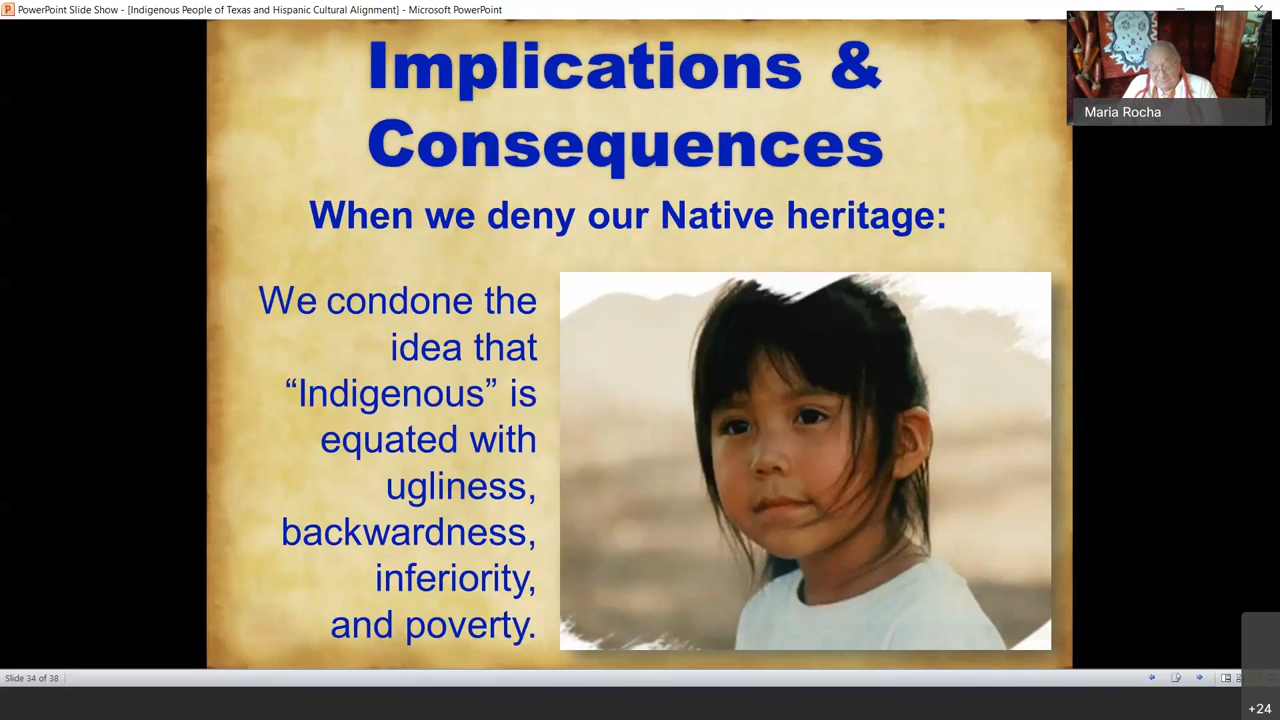 PowerPoint Slide Show - [Indigenous People of Texas and Hispanic Cultural Alignment] - Microsoft PowerPoint
Implications &
Consequences
When we deny our Native heritage:
We condone the
idea that
“Indigenous” is
equated with
ugliness,
backwardness,
inferiority,
and poverty.
Maria Rocha
Slide 34 of 38
+24